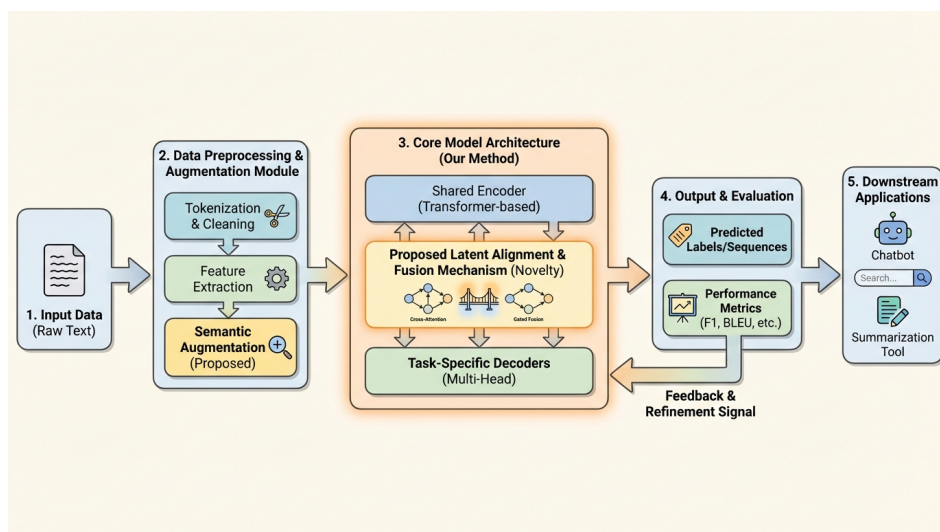 1. Input Data
(Raw Text)
2. Data Preprocessing &
Augmentation Module
Tokenization
& Cleaning
Feature
Extraction
Semantic
Augmentation
(Proposed)
3. Core Model Architecture
(Our Method)
Shared Encoder
(Transformer-based)
Proposed Latent Alignment &
Fusion Mechanism (Novelty)
Cross-Attention
Gated Fusion
Task-Specific Decoders
(Multi-Head)
4. Output & Evaluation
Predicted
Labels/Sequences
Performance
Metrics
(F1, BLEU, etc.)
Feedback &
Refinement Signal
5. Downstream
Applications
Chatbot
Search...
Summarization
Tool